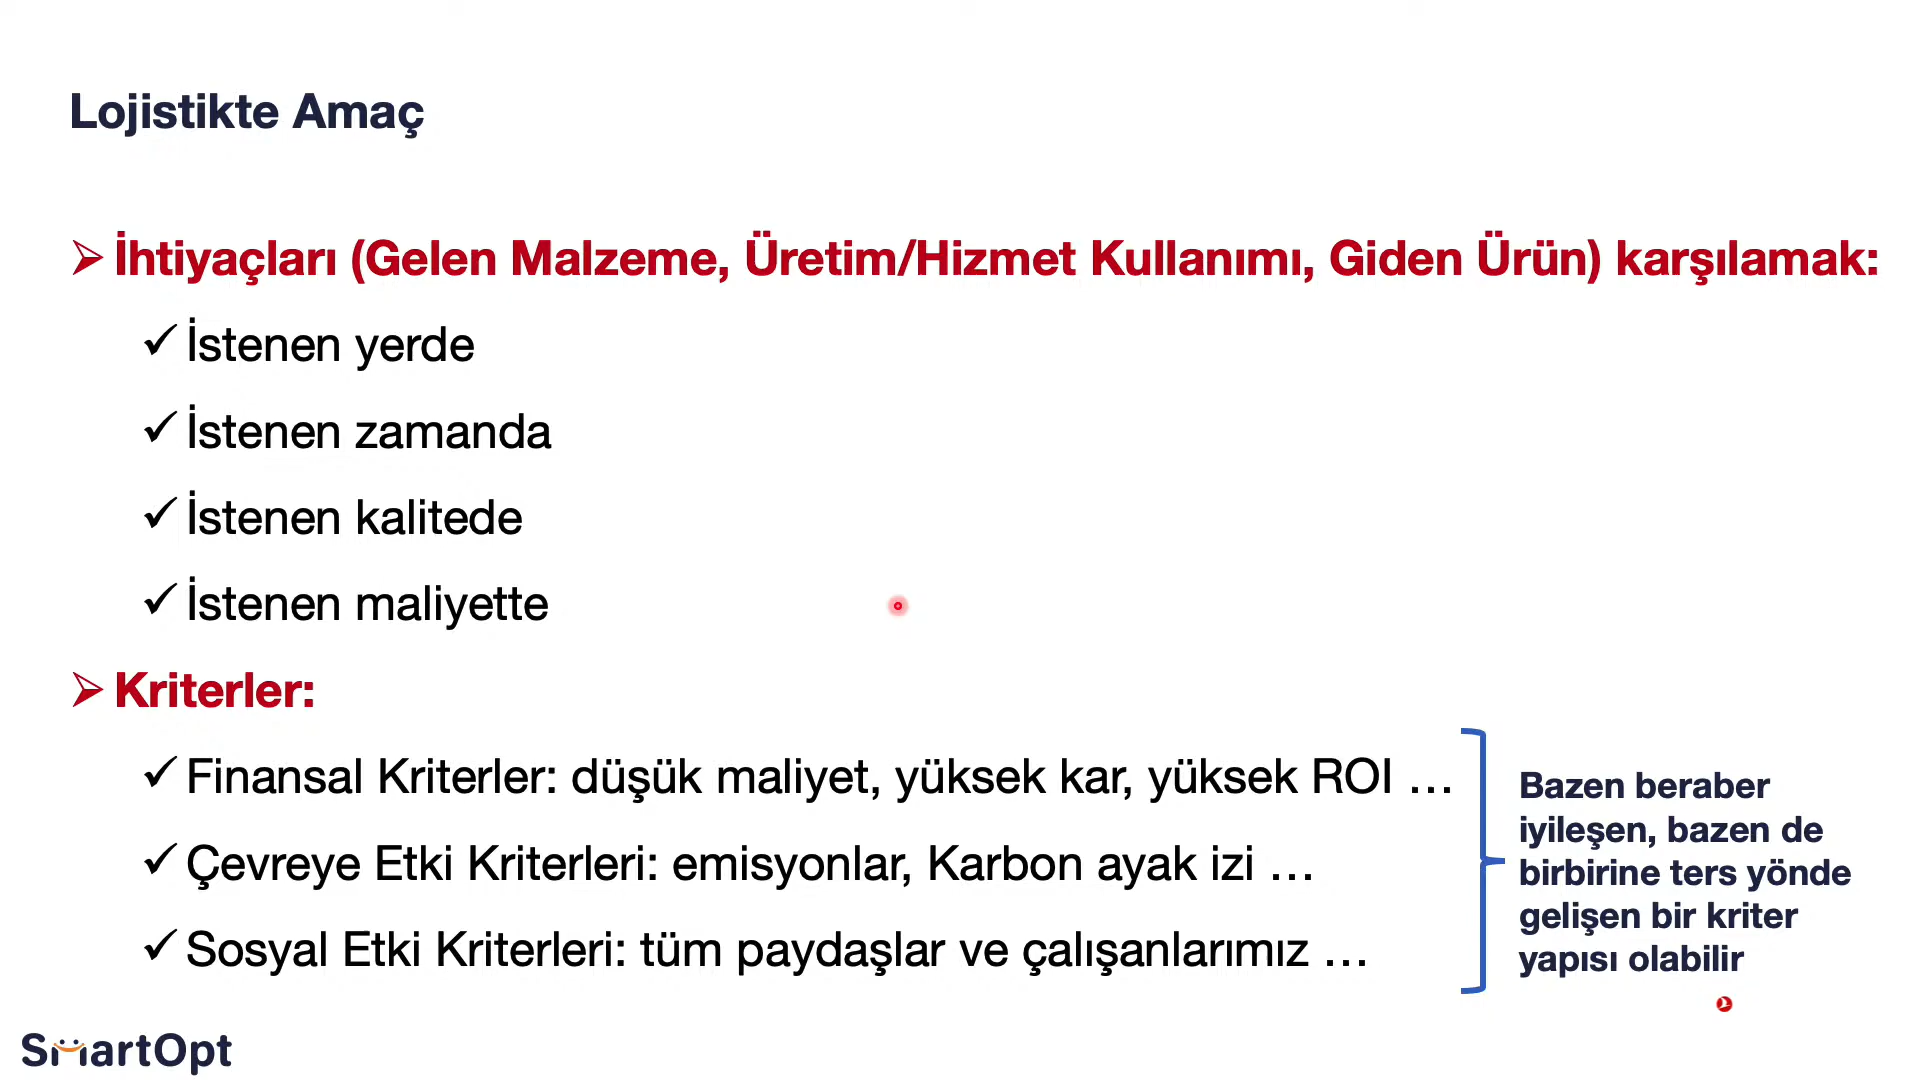 Lojistikte Amaç
➢ İhtiyaçları (Gelen Malzeme, Üretim/Hizmet Kullanımı, Giden Ürün) karşılamak:
✓ İstenen yerde
✓ İstenen zamanda
✓ İstenen kalitede
✓ İstenen maliyette
➢ Kriterler:
✓ Finansal Kriterler: düşük maliyet, yüksek kar, yüksek ROI …
✓ Çevreye Etki Kriterleri: emisyonlar, Karbon ayak izi …
✓ Sosyal Etki Kriterleri: tüm paydaşlar ve çalışanlarımız …
Bazen beraber
iyileşen, bazen de
birbirine ters yönde
gelişen bir kriter
yapısı olabilir
SmartOpt